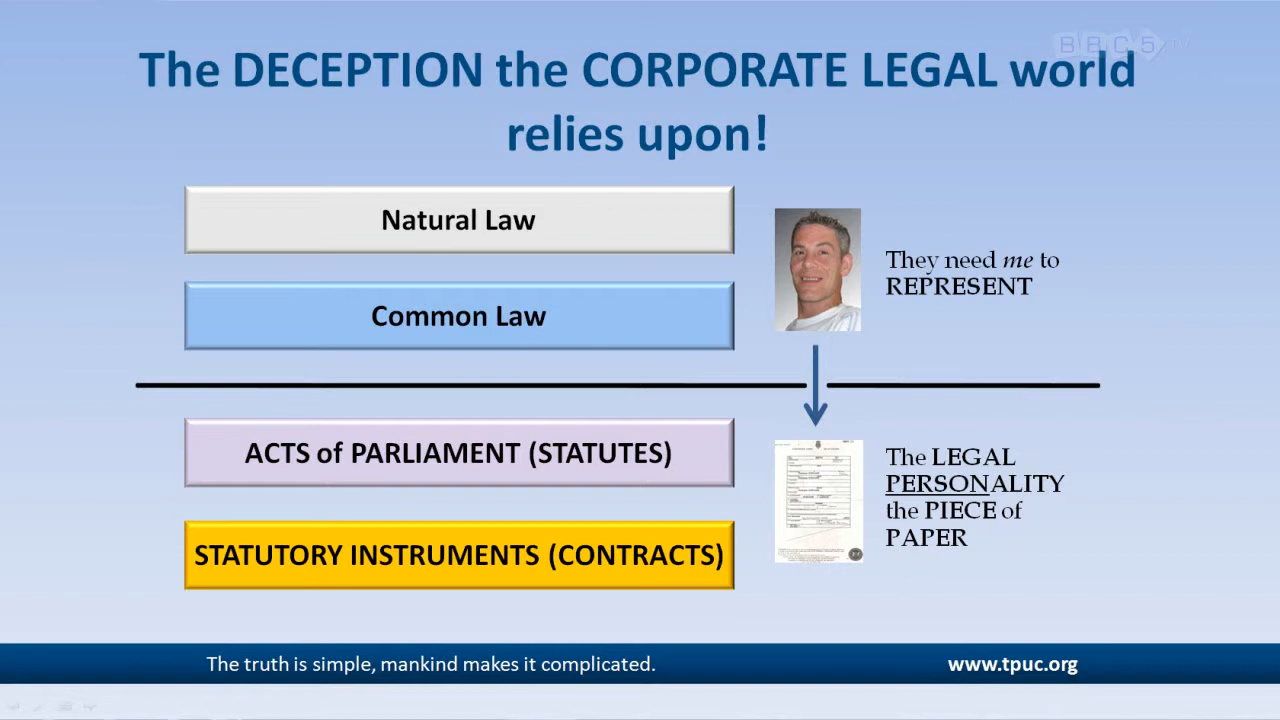 BBC5.TV
The DECEPTION the CORPORATE LEGAL world
relies upon!
Natural Law
Common Law
They need me to
REPRESENT
ACTS of PARLIAMENT (STATUTES)
STATUTORY INSTRUMENTS (CONTRACTS)
The LEGAL
PERSONALITY
the PIECE of
PAPER
The truth is simple, mankind makes it complicated.
www.tpuc.org